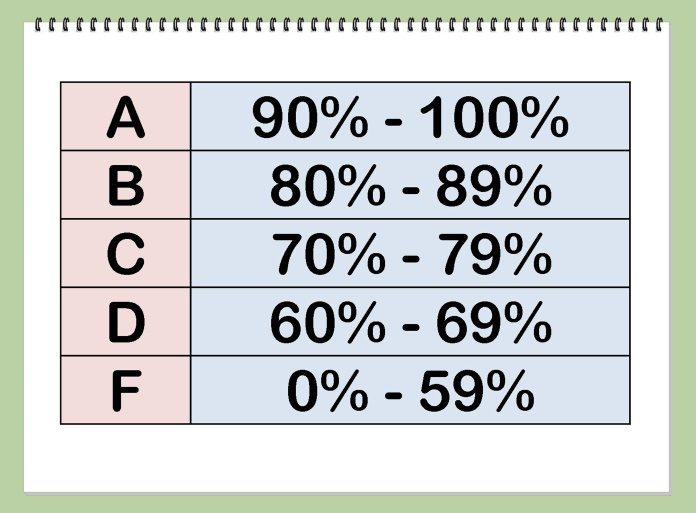 A 90% - 100%
B 80% - 89%
C 70% - 79%
D 60% - 69%
F 0% - 59%